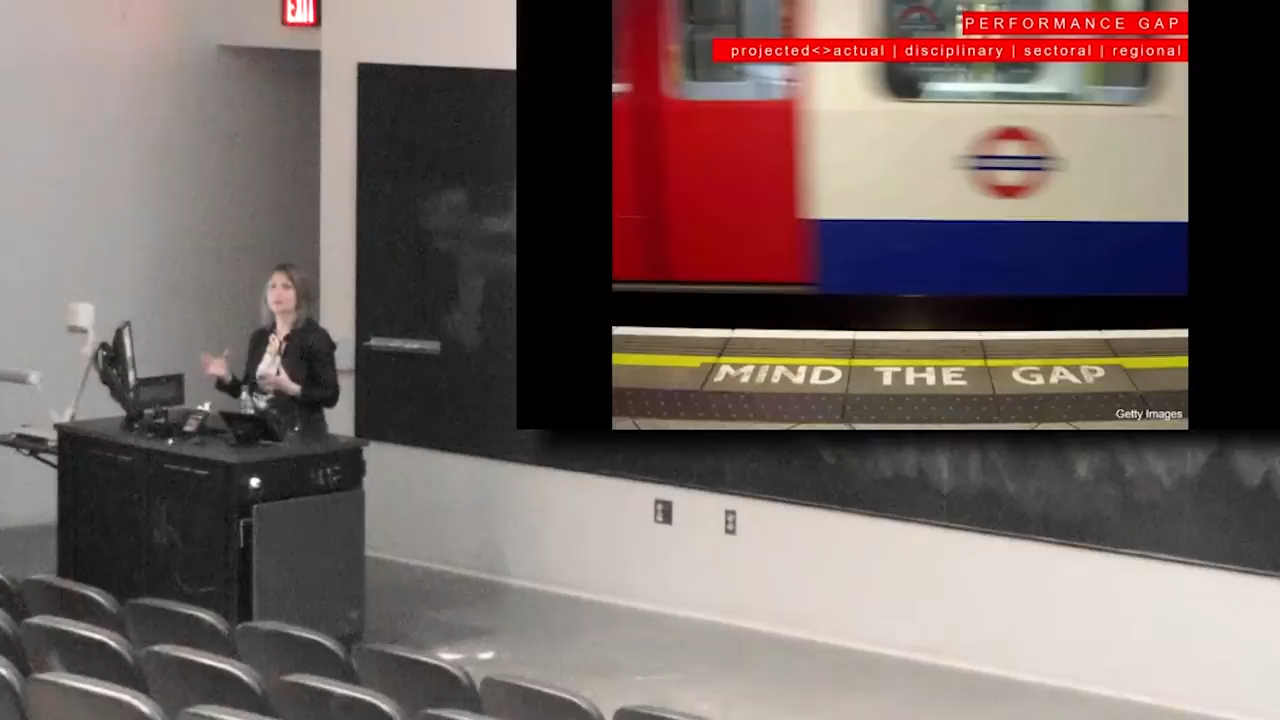 EXIT
PERFORMANCE GAP
projected<>actual | disciplinary | sectoral | regional
MIND THE GAP
Getty Images